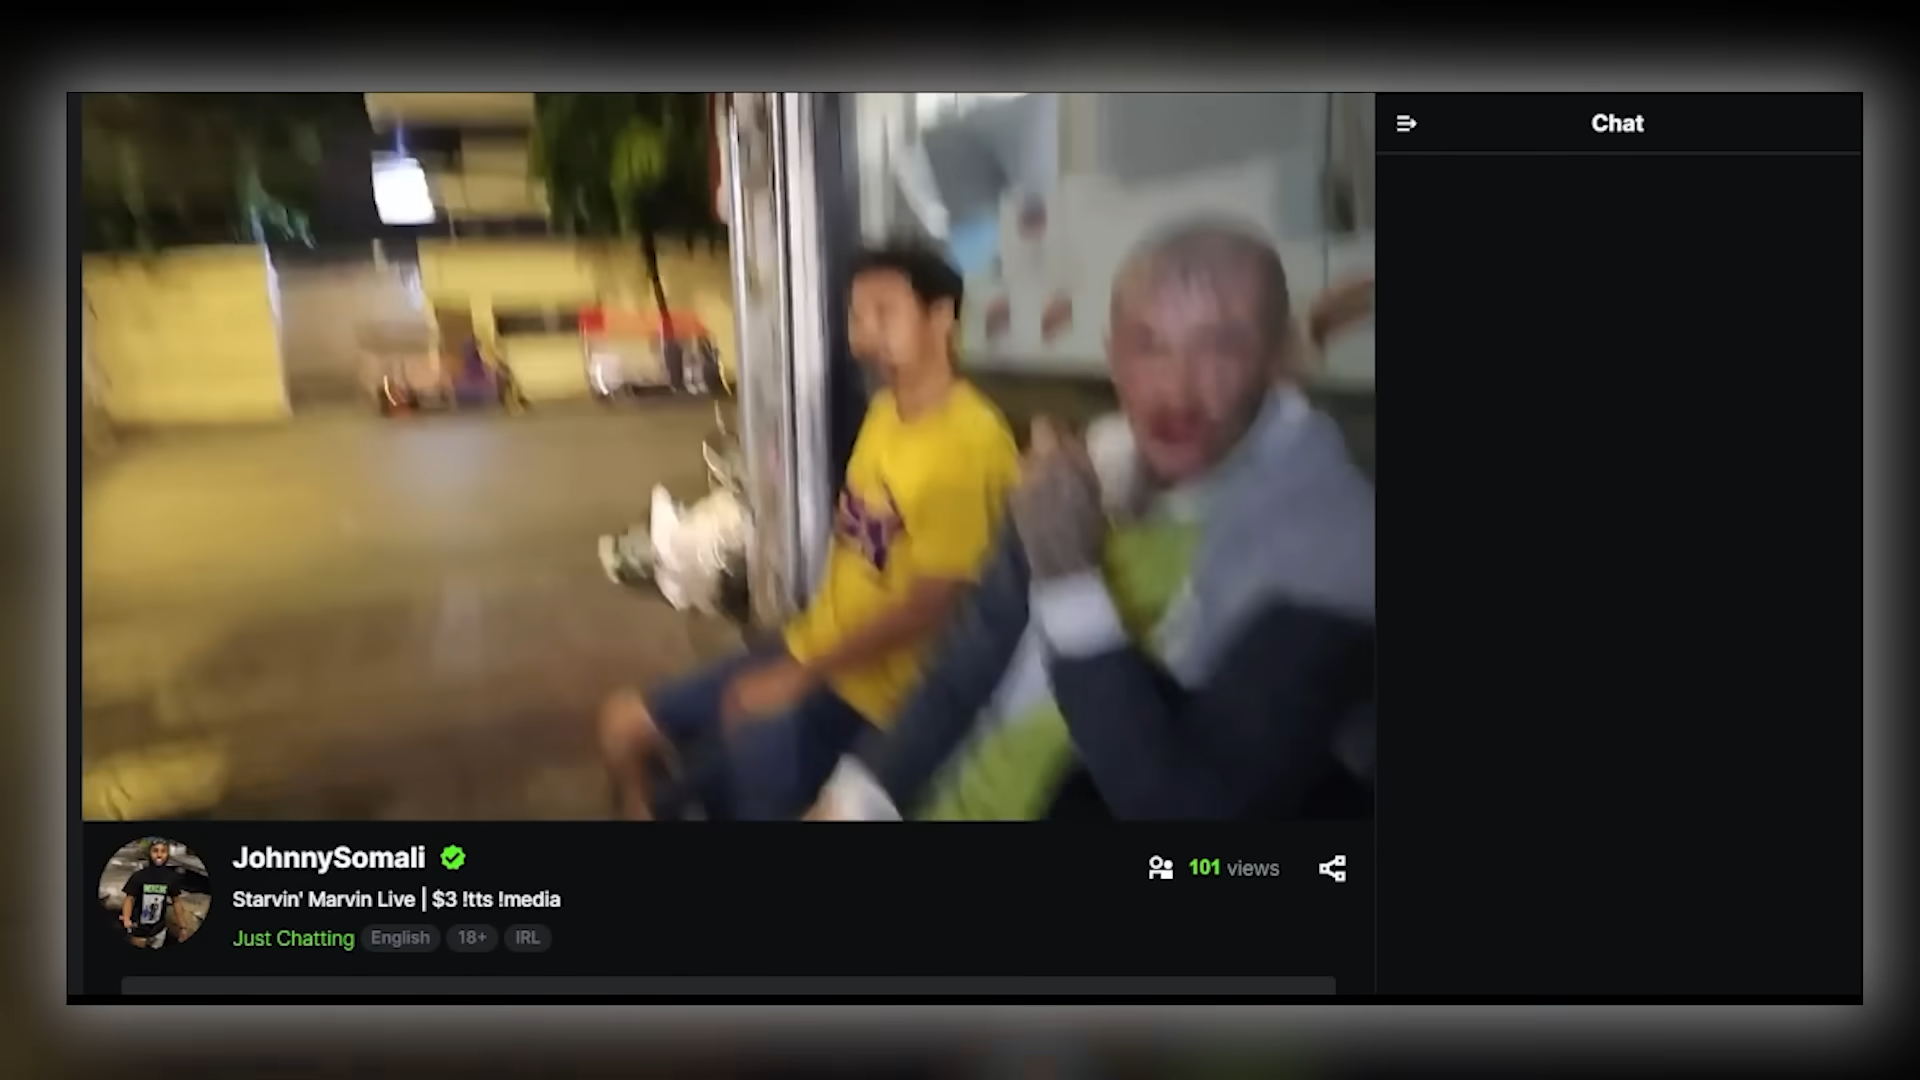 Chat
JohnnySomali
101 views
Starvin' Marvin Live | $3 !tts !media
Just Chatting English 18+ IRL